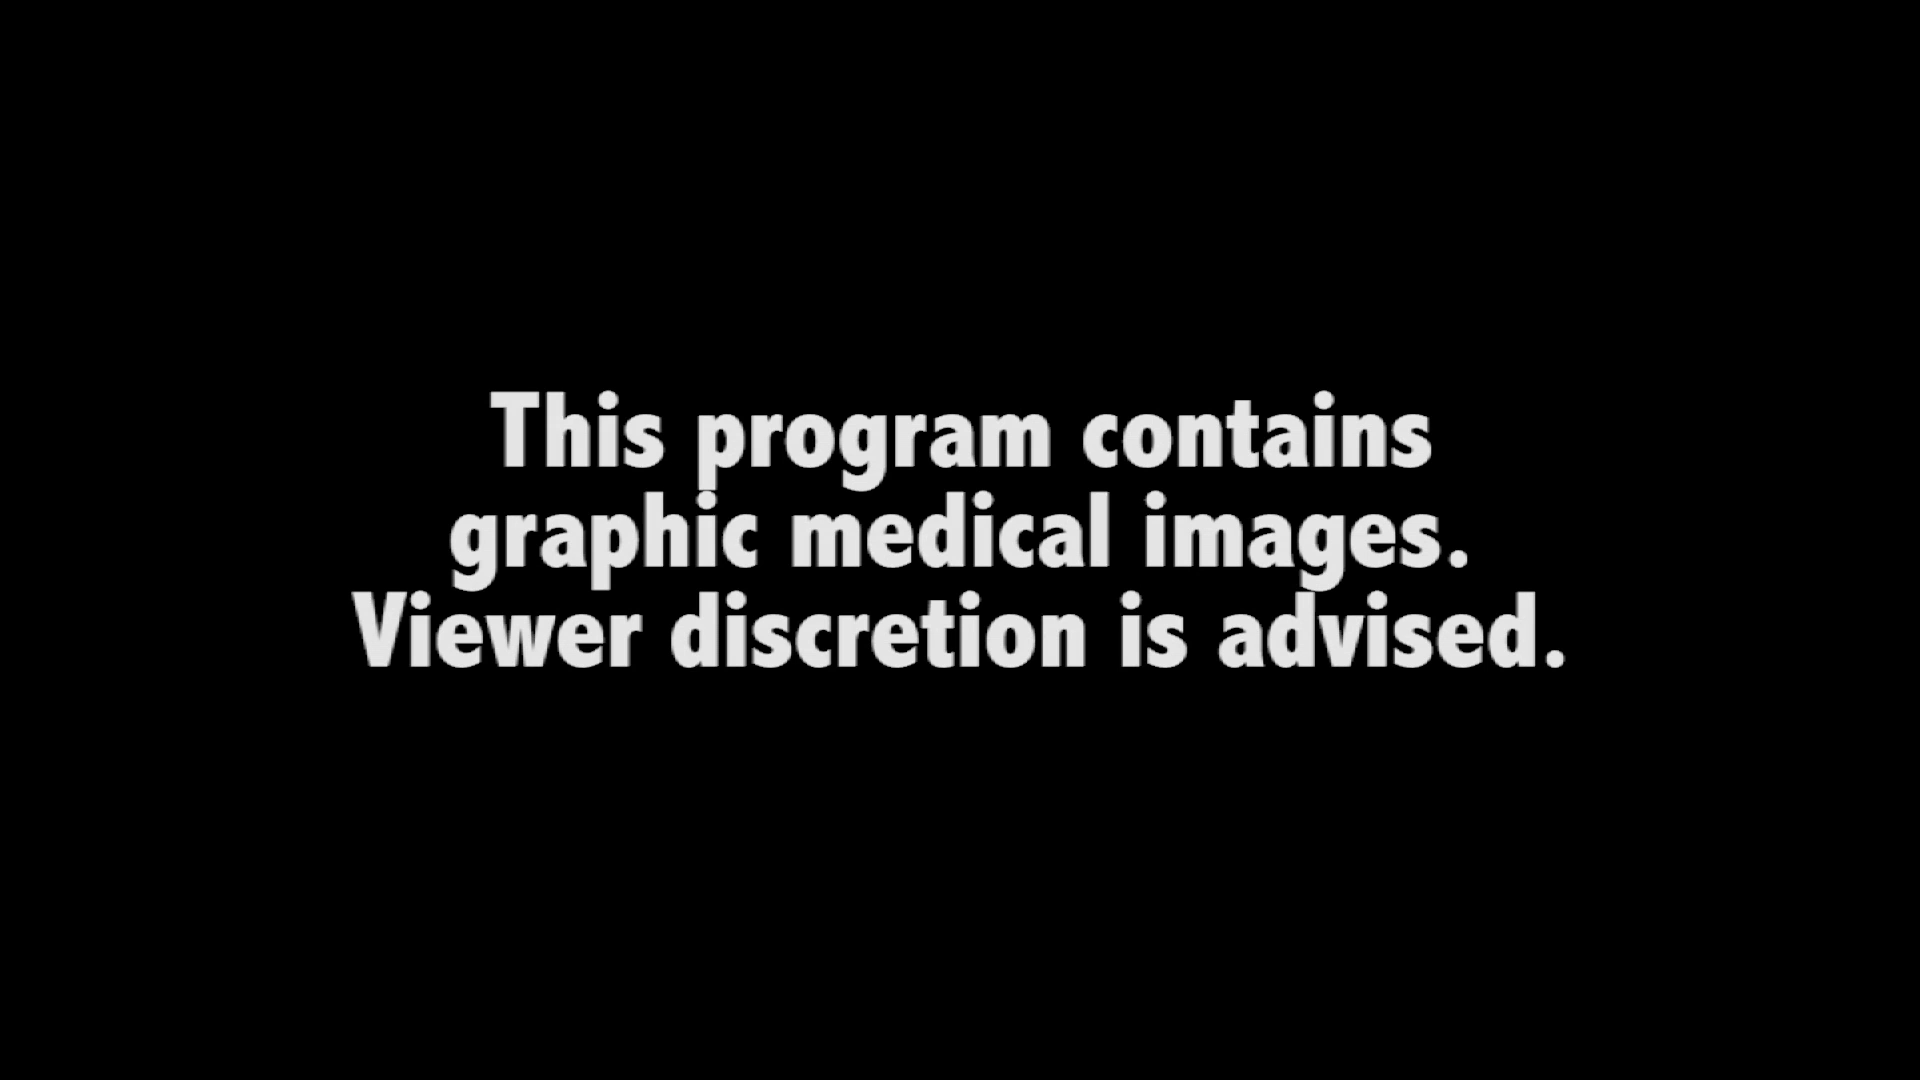 This program contains
graphic medical images.
Viewer discretion is advised.